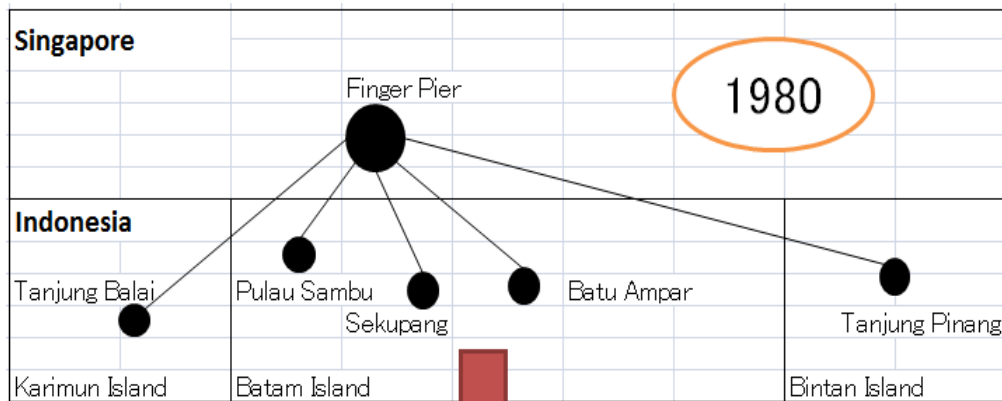 Singapore
Finger Pier
1980
Indonesia
Tanjung Balai
Pulau Sambu
Sekupang
Batu Ampar
Tanjung Pinang
Karimun Island
Batam Island
Bintan Island